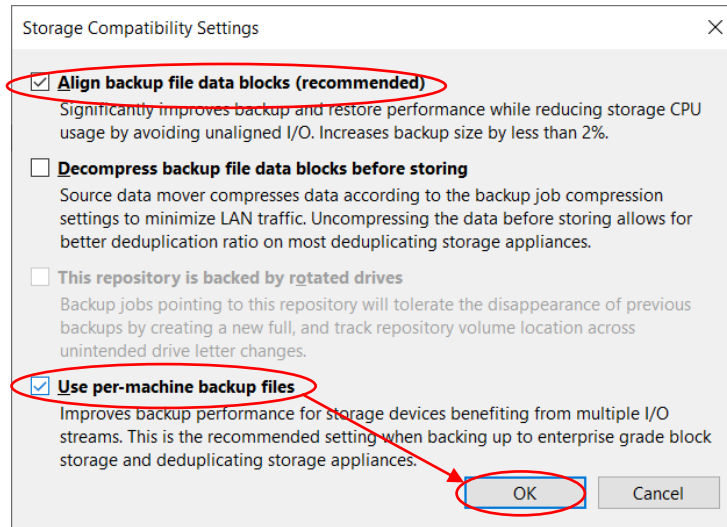 Storage Compatibility Settings
Align backup file data blocks (recommended)
Significantly improves backup and restore performance while reducing storage CPU
usage by avoiding unaligned I/O. Increases backup size by less than 2%.
Decompress backup file data blocks before storing
Source data mover compresses data according to the backup job compression
settings to minimize LAN traffic. Uncompressing the data before storing allows for
better deduplication ratio on most deduplicating storage appliances.
This repository is backed by rotated drives
Backup jobs pointing to this repository will tolerate the disappearance of previous
backups by creating a new full, and track repository volume location across
unintended drive letter changes.
Use per-machine backup files
Improves backup performance for storage devices benefiting from multiple I/O
streams. This is the recommended setting when backing up to enterprise grade block
storage and deduplicating storage appliances.
OK Cancel